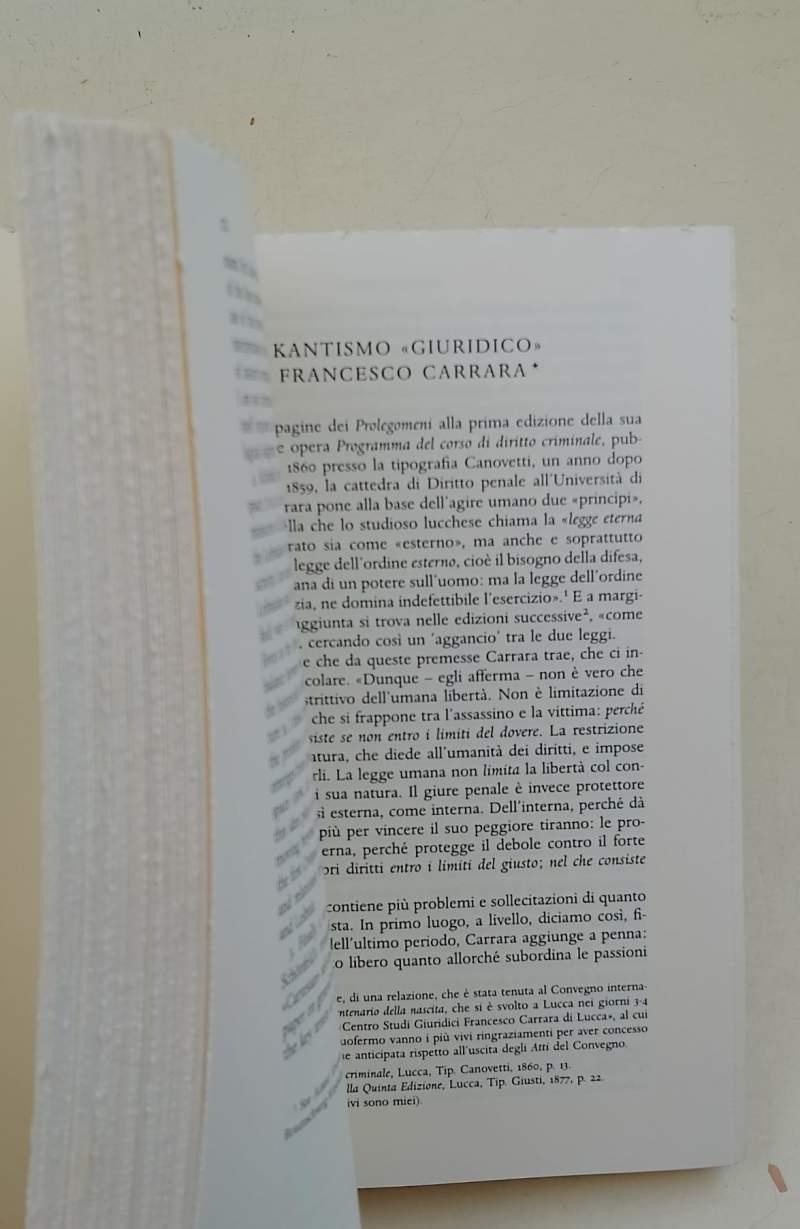 KANTISMO «GIURIDICO»
FRANCESCO CARRARA*
pagine dei Prolegomeni alla prima edizione della sua
e opera Programma del corso di diritto criminale, pub-
1860 presso la tipografia Canovetti, un anno dopo
1859, la cattedra di Diritto penale all'Università di
rara pone alla base dell'agire umano due «principi»,
lla che lo studioso lucchese chiama la «legge eterna
rato sia come «esterno», ma anche e soprattutto
legge dell'ordine esterno, cioè il bisogno della difesa,
ana di un potere sull'uomo: ma la legge dell'ordine
zia, ne domina indefettibile l'esercizio».¹ E a margi-
aggiunta si trova nelle edizioni successive², «come
, cercando così un 'aggancio' tra le due leggi.
e che da queste premesse Carrara trae, che ci in-
colare. «Dunque – egli afferma – non è vero che
strittivo dell'umana libertà. Non è limitazione di
che si frappone tra l'assassino e la vittima: perché
siste se non entro i limiti del dovere. La restrizione
atura, che diede all'umanità dei diritti, e impose
rli. La legge umana non limita la libertà col con-
i sua natura. Il giure penale è invece protettore
sì esterna, come interna. Dell'interna, perché dà
più per vincere il suo peggiore tiranno: le pro-
erna, perché protegge il debole contro il forte
ori diritti entro i limiti del giusto; nel che consiste
contiene più problemi e sollecitazioni di quanto
sta. In primo luogo, a livello, diciamo così, fi-
dell'ultimo periodo, Carrara aggiunge a penna:
o libero quanto allorché subordina le passioni
e, di una relazione, che è stata tenuta al Convegno interna-
ntenario della nascita, che si è svolto a Lucca nei giorni 3-4
Centro Studi Giuridici Francesco Carrara di Lucca», al cui
uofermo vanno i più vivi ringraziamenti per aver concesso
ne anticipata rispetto all'uscita degli Atti del Convegno.
criminale, Lucca, Tip. Canovetti, 1860, p. 13.
lla Quinta Edizione, Lucca, Tip. Giusti, 1877, p. 22.
ivi sono miei).